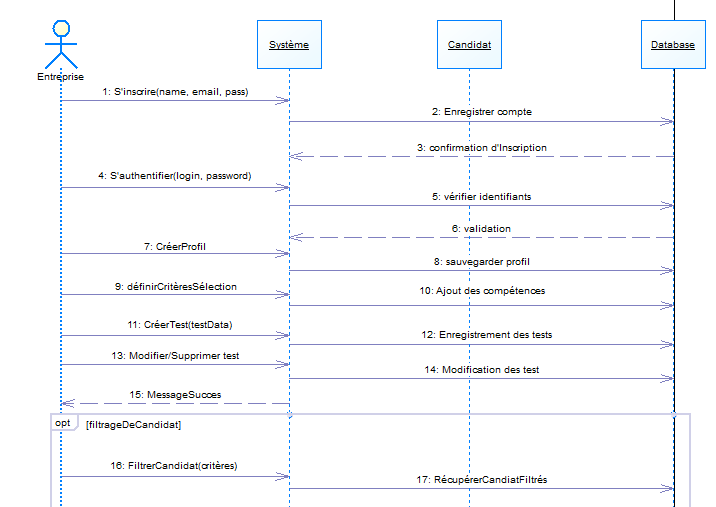 Système
Candidat
Database
Entreprise
1: S'inscrire(name, email, pass)
2: Enregistrer compte
3: confirmation d'Inscription
4: S'authentifier(login, password)
5: vérifier identifiants
6: validation
7: CréerProfil
8: sauvegarder profil
9: définirCritèresSélection
10: Ajout des compétences
11: CréerTest(testData)
12: Enregistrement des tests
13: Modifier/Supprimer test
14: Modification des test
15: MessageSucces
opt
[filtrageDeCandidat]
16: FiltrerCandidat(critères)
17: RécupérerCandiatFiltrés